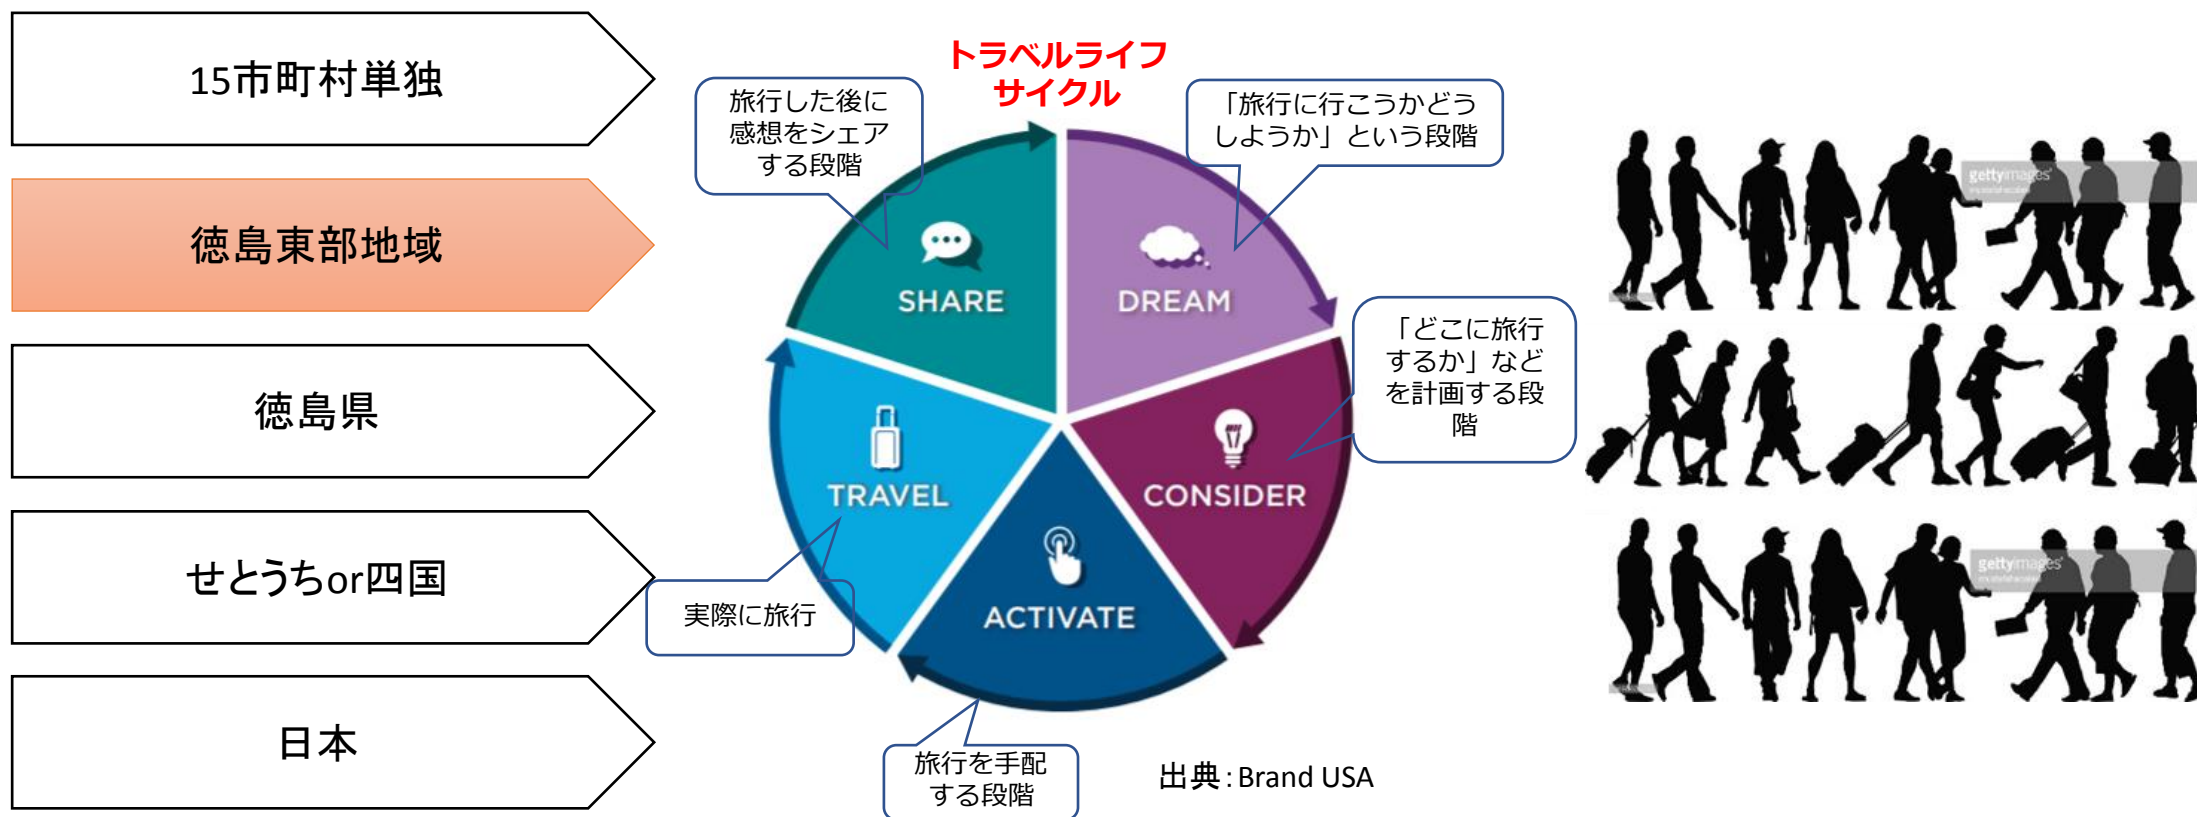 15市町村単独
徳島東部地域
徳島県
せとうちor四国
日本
トラベルライフ
サイクル
旅行した後に
感想をシェア
する段階
「旅行に行こうかどう
しようか」という段階
SHARE
DREAM
「どこに旅行
するか」など
を計画する段
階
TRAVEL
CONSIDER
実際に旅行
ACTIVATE
旅行を手配
する段階
出典：Brand USA
gettyimages
gettyimages